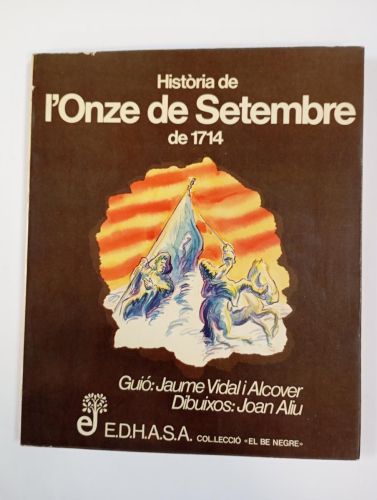 Història de
l'Onze de Setembre
de 1714
Guió: Jaume Vidal i Alcover
Dibuixos: Joan Aliu
E.D.H.A.S.A. COL.LECCIÓ «EL BE NEGRE»